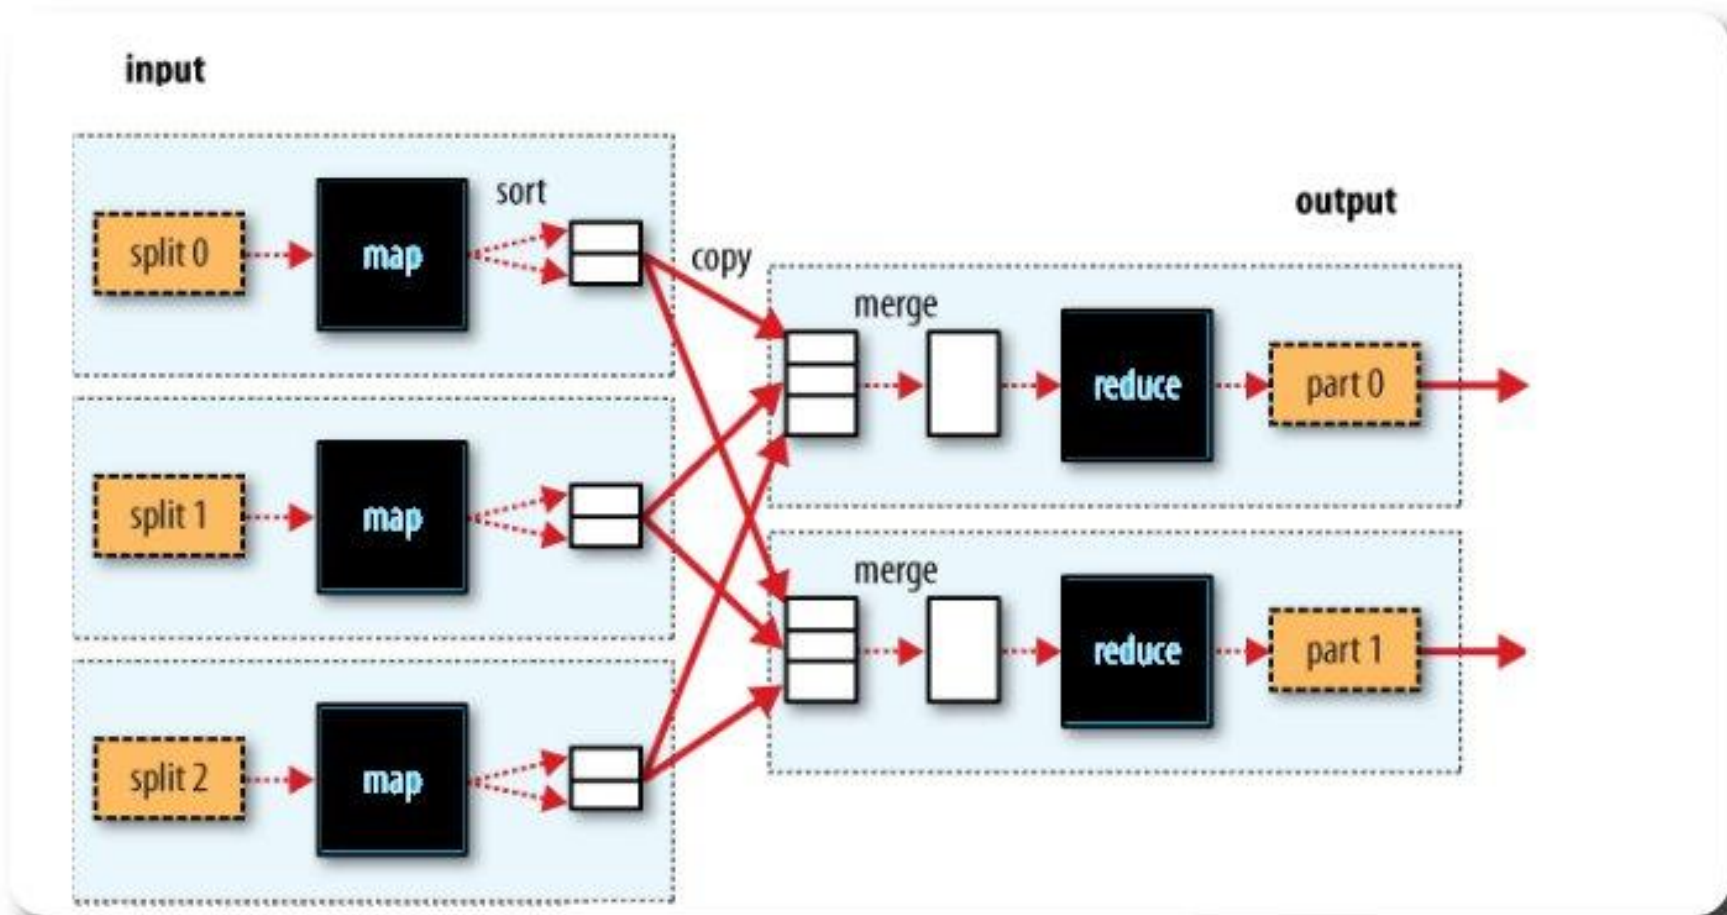 input
sort
split 0
map
copy
output
merge
reduce
part 0
split 1
map
merge
reduce
part 1
split 2
map